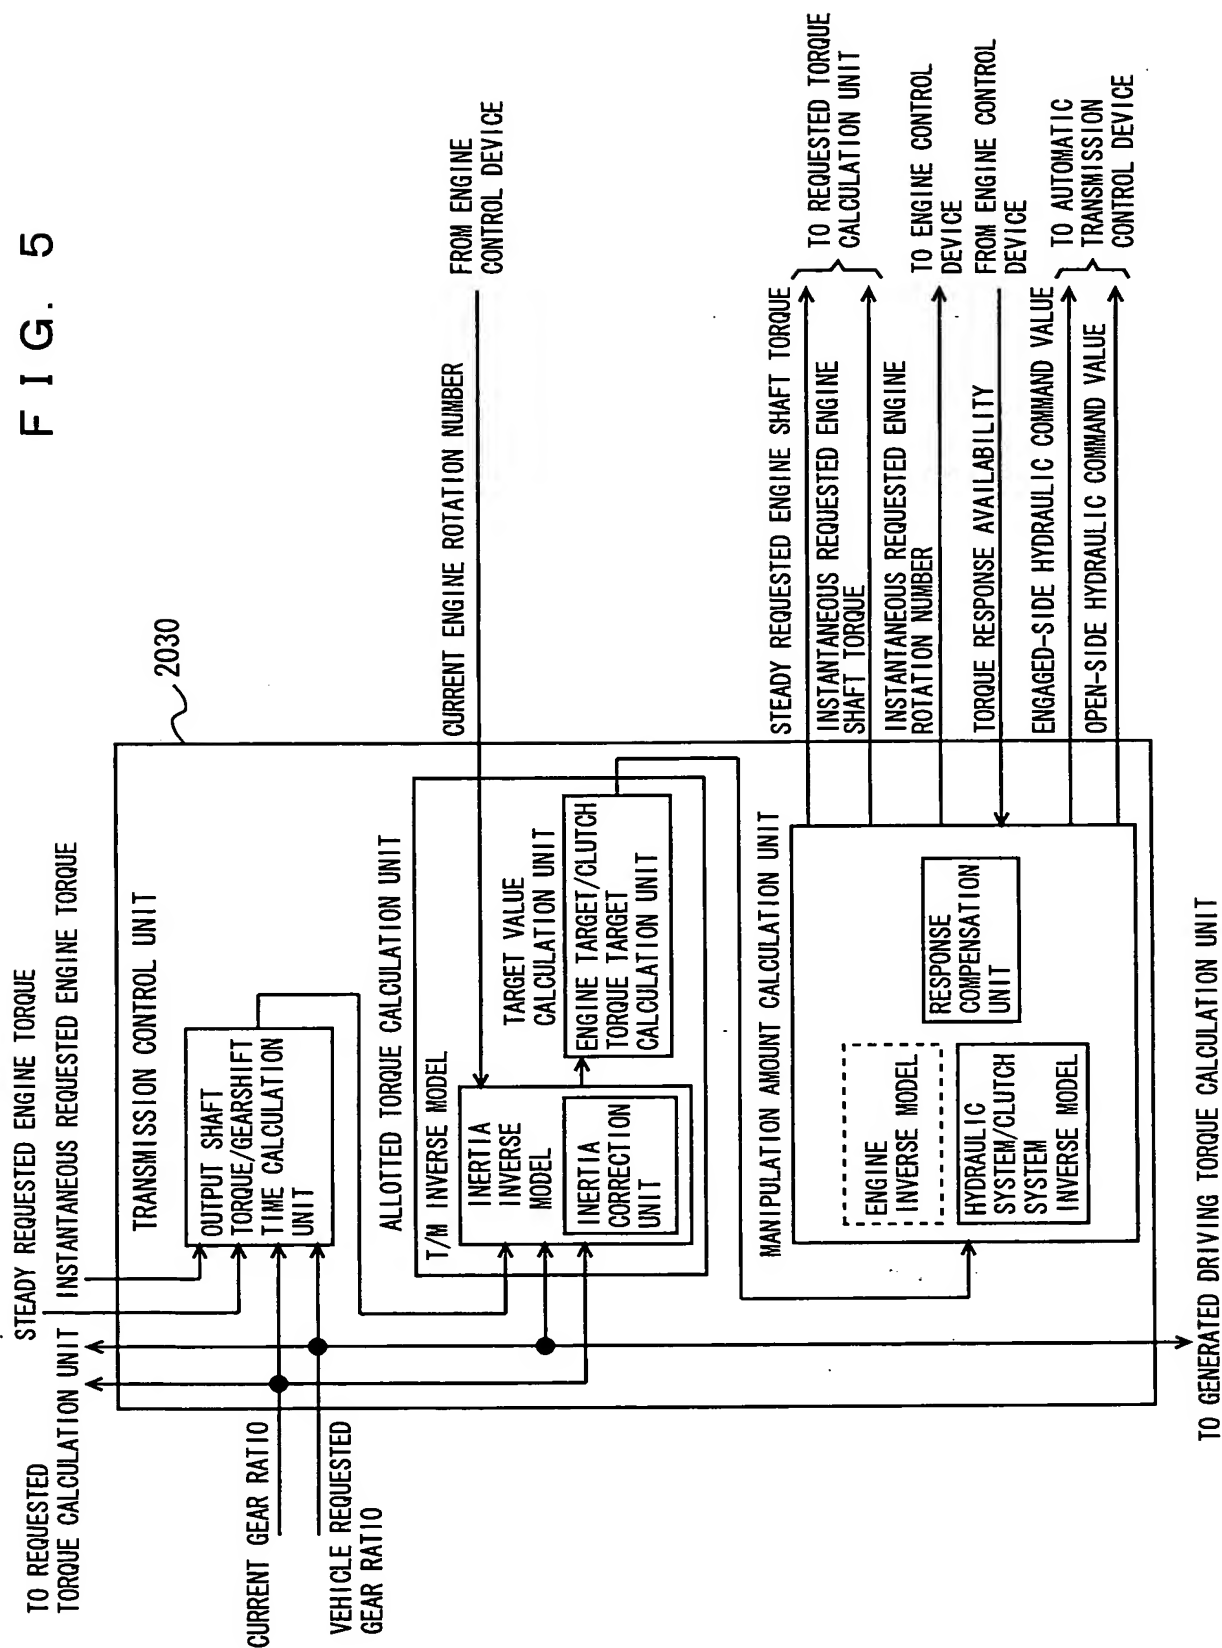 FIG. 5
2030
TO REQUESTED
TORQUE CALCULATION UNIT
STEADY REQUESTED ENGINE TORQUE
INSTANTANEOUS REQUESTED ENGINE TORQUE
CURRENT GEAR RATIO
VEHICLE REQUESTED
GEAR RATIO
TRANSMISSION CONTROL UNIT
OUTPUT SHAFT
TORQUE/GEARSHIFT
TIME CALCULATION
UNIT
ALLOTTED TORQUE CALCULATION UNIT
T/M INVERSE MODEL
INERTIA
INVERSE
MODEL
INERTIA
CORRECTION
UNIT
TARGET VALUE
CALCULATION UNIT
ENGINE TARGET/CLUTCH
TORQUE TARGET
CALCULATION UNIT
CURRENT ENGINE ROTATION NUMBER
FROM ENGINE
CONTROL DEVICE
MANIPULATION AMOUNT CALCULATION UNIT
ENGINE
INVERSE MODEL
HYDRAULIC
SYSTEM/CLUTCH
SYSTEM
INVERSE MODEL
RESPONSE
COMPENSATION
UNIT
STEADY REQUESTED ENGINE SHAFT TORQUE
INSTANTANEOUS REQUESTED ENGINE
SHAFT TORQUE
TO REQUESTED TORQUE
CALCULATION UNIT
INSTANTANEOUS REQUESTED ENGINE
ROTATION NUMBER
TO ENGINE CONTROL
DEVICE
TORQUE RESPONSE AVAILABILITY
FROM ENGINE CONTROL
DEVICE
ENGAGED-SIDE HYDRAULIC COMMAND VALUE
OPEN-SIDE HYDRAULIC COMMAND VALUE
TO AUTOMATIC
TRANSMISSION
CONTROL DEVICE
TO GENERATED DRIVING TORQUE CALCULATION UNIT